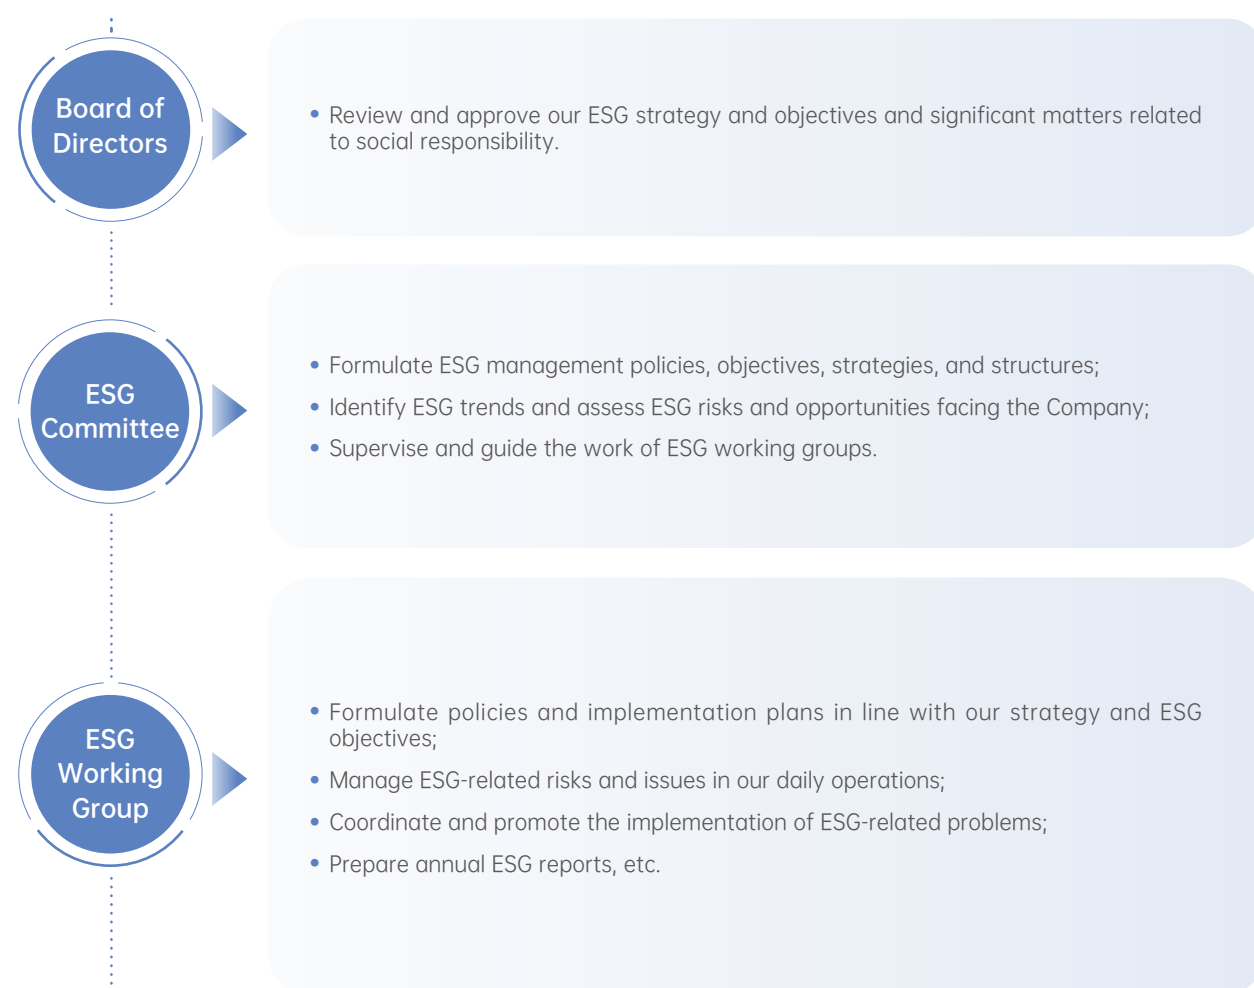 Board of
Directors
• Review and approve our ESG strategy and objectives and significant matters related
to social responsibility.
ESG
Committee
• Formulate ESG management policies, objectives, strategies, and structures;
• Identify ESG trends and assess ESG risks and opportunities facing the Company;
• Supervise and guide the work of ESG working groups.
ESG
Working
Group
• Formulate policies and implementation plans in line with our strategy and ESG
objectives;
• Manage ESG-related risks and issues in our daily operations;
• Coordinate and promote the implementation of ESG-related problems;
• Prepare annual ESG reports, etc.